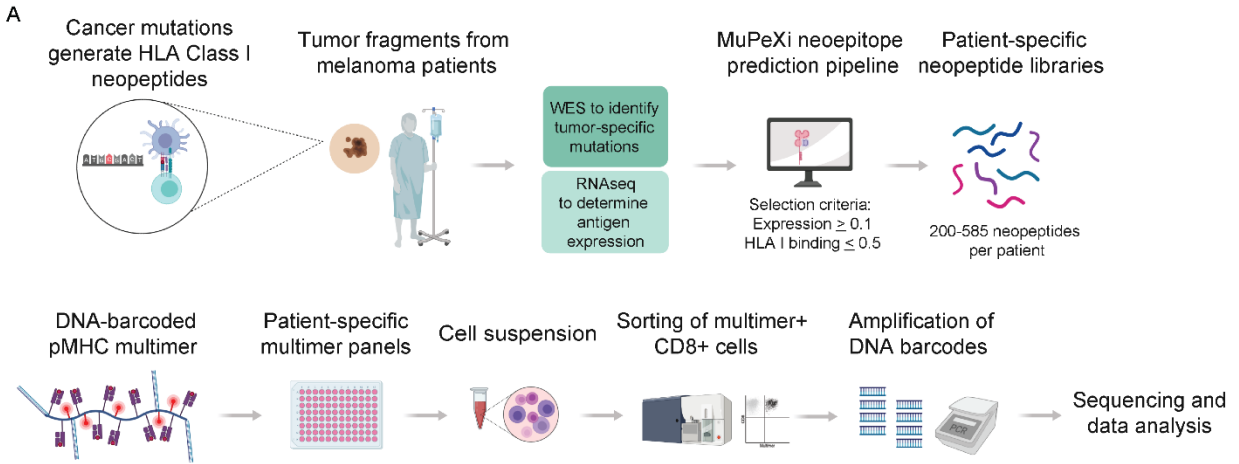 A
Cancer mutations
generate HLA Class I
neopeptides
Tumor fragments from
melanoma patients
WES to identify
tumor-specific
mutations
RNAseq
to determine
antigen
expression
MuPeXi neoepitope
prediction pipeline
Selection criteria:
Expression ≥ 0.1
HLA I binding ≤ 0.5
Patient-specific
neopeptide libraries
200-585 neopeptides
per patient
DNA-barcoded
pMHC multimer
Patient-specific
multimer panels
Cell suspension
Sorting of multimer+
CD8+ cells
Multimer
Amplification of
DNA barcodes
PCR
Sequencing and
data analysis